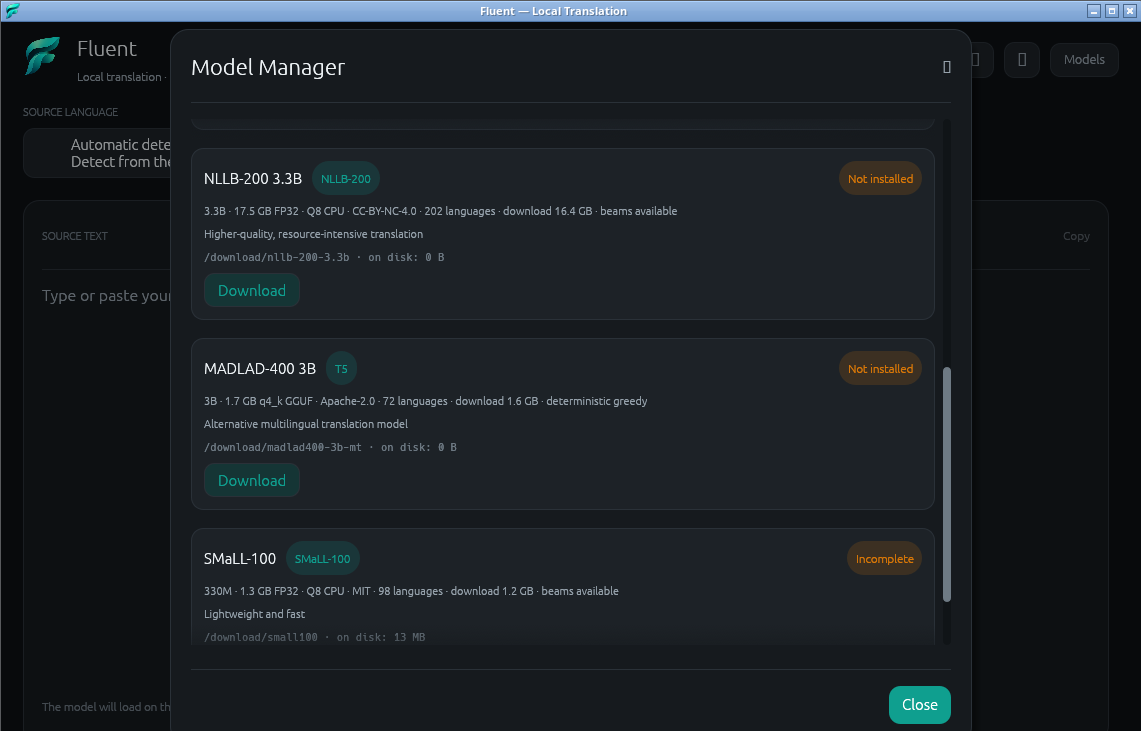 Fluent — Local Translation
Fluent
Local translation ·
Models
SOURCE LANGUAGE
Automatic dete
Detect from the
SOURCE TEXT
Copy
Type or paste your
The model will load on th
Model Manager
NLLB-200 3.3B
NLLB-200
Not installed
3.3B · 17.5 GB FP32 · Q8 CPU · CC-BY-NC-4.0 · 202 languages · download 16.4 GB · beams available
Higher-quality, resource-intensive translation
/download/nllb-200-3.3b · on disk: 0 B
Download
MADLAD-400 3B
T5
Not installed
3B · 1.7 GB q4_k GGUF · Apache-2.0 · 72 languages · download 1.6 GB · deterministic greedy
Alternative multilingual translation model
/download/madlad400-3b-mt · on disk: 0 B
Download
SMaLL-100
SMaLL-100
Incomplete
330M · 1.3 GB FP32 · Q8 CPU · MIT · 98 languages · download 1.2 GB · beams available
Lightweight and fast
/download/small100 · on disk: 13 MB
Close